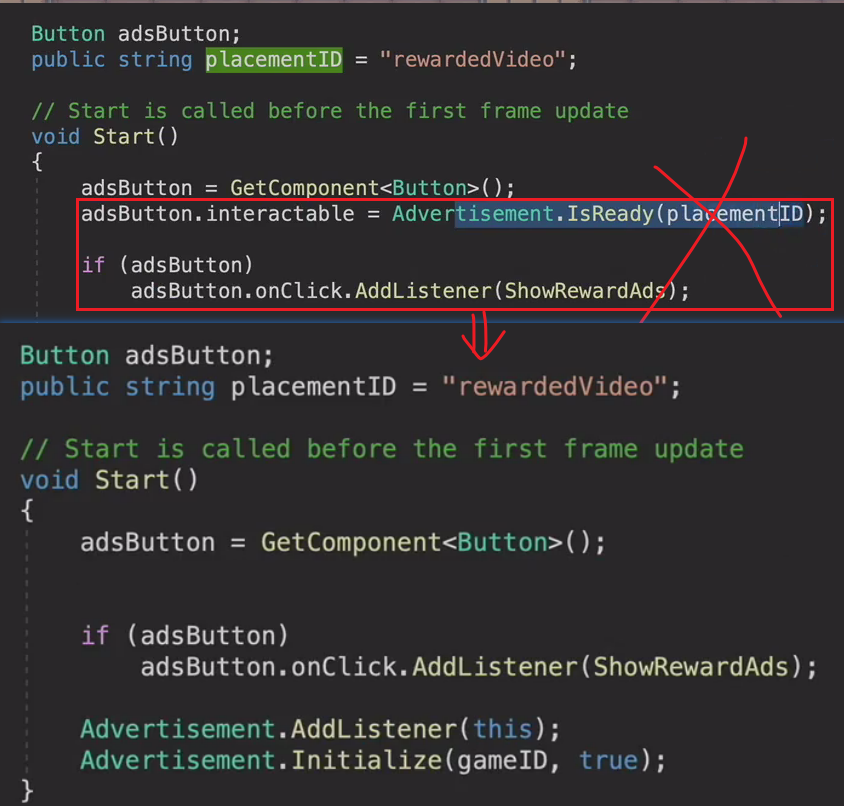 Button adsButton;
public string placementID = "rewardedVideo";
// Start is called before the first frame update
void Start()
{
adsButton = GetComponent<Button>();
adsButton.interactable = Advertisement.IsReady(placementID);
if (adsButton)
adsButton.onClick.AddListener(ShowRewardAds);
Button adsButton;
public string placementID = "rewardedVideo";
// Start is called before the first frame update
void Start()
{
adsButton = GetComponent<Button>();
if (adsButton)
adsButton.onClick.AddListener(ShowRewardAds);
Advertisement.AddListener(this);
Advertisement.Initialize(gameID, true);
}